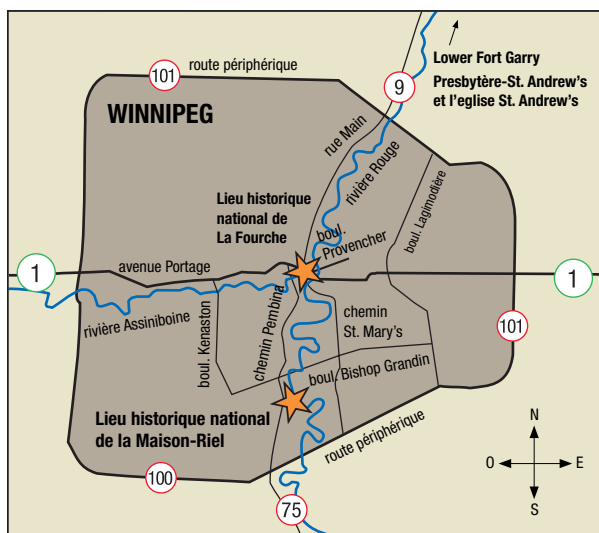 101
route périphérique
Lower Fort Garry
Presbytère-St. Andrew's
et l'eglise St. Andrew's
9
WINNIPEG
rue Main
rivière Rouge
boul. Lagimodière
Lieu historique
national de
La Fourche
boul.
Provencher
1
avenue Portage
1
rivière Assiniboine
boul. Kenaston
chemin Pembina
chemin
St. Mary's
101
boul. Bishop Grandin
Lieu historique national
de la Maison-Riel
route périphérique
100
75
N
O
E
S